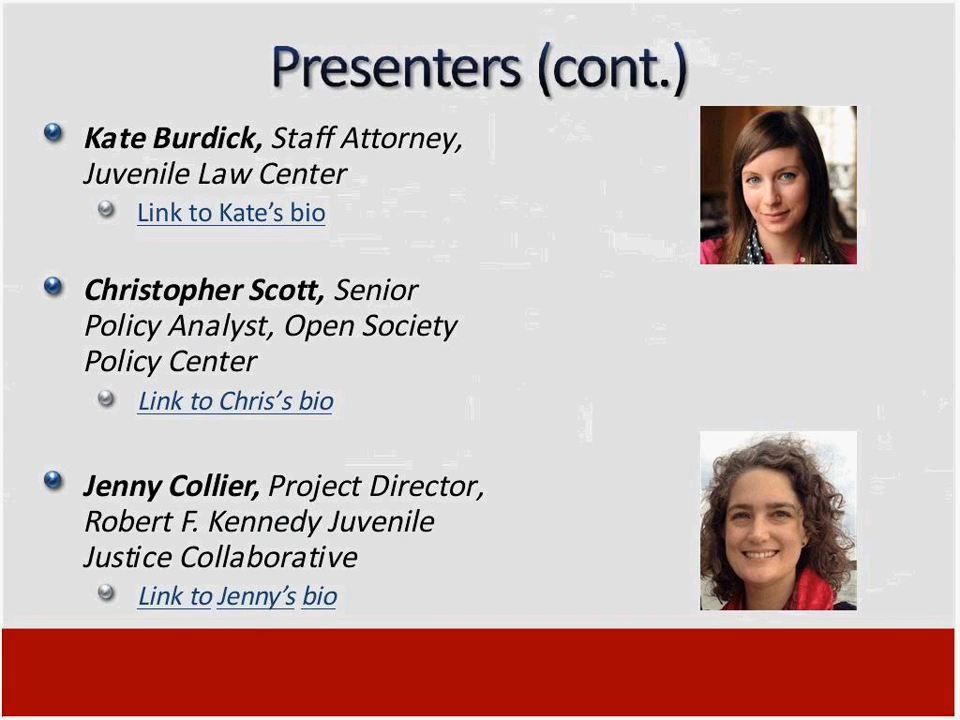 Presenters (cont.)
Kate Burdick, Staff Attorney,
Juvenile Law Center
Link to Kate’s bio
Christopher Scott, Senior
Policy Analyst, Open Society
Policy Center
Link to Chris’s bio
Jenny Collier, Project Director,
Robert F. Kennedy Juvenile
Justice Collaborative
Link to Jenny’s bio